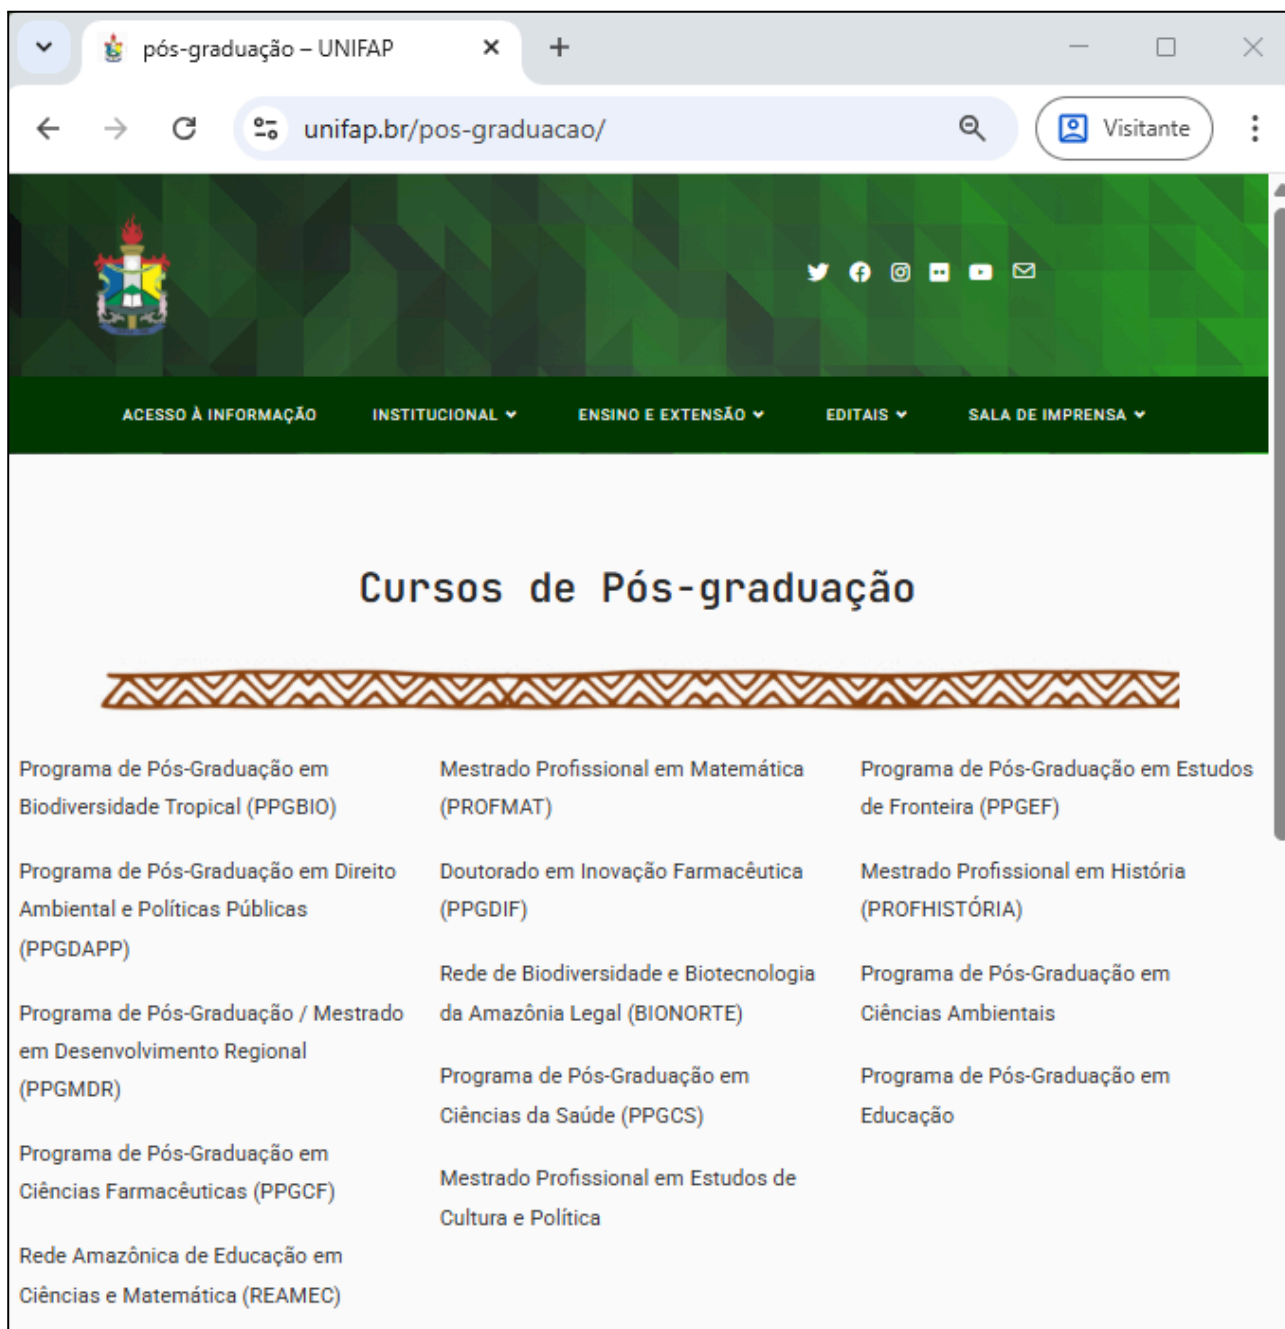 pós-graduação – UNIFAP
unifap.br/pos-graduacao/
Visitante
ACESSO À INFORMAÇÃO
INSTITUCIONAL
ENSINO E EXTENSÃO
EDITAIS
SALA DE IMPRENSA
Cursos de Pós-graduação
Programa de Pós-Graduação em
Biodiversidade Tropical (PPGBIO)
Programa de Pós-Graduação em Direito
Ambiental e Políticas Públicas
(PPGDAPP)
Programa de Pós-Graduação / Mestrado
em Desenvolvimento Regional
(PPGMDR)
Programa de Pós-Graduação em
Ciências Farmacêuticas (PPGCF)
Rede Amazônica de Educação em
Ciências e Matemática (REAMEC)
Mestrado Profissional em Matemática
(PROFMAT)
Doutorado em Inovação Farmacêutica
(PPGDIF)
Rede de Biodiversidade e Biotecnologia
da Amazônia Legal (BIONORTE)
Programa de Pós-Graduação em
Ciências da Saúde (PPGCS)
Mestrado Profissional em Estudos de
Cultura e Política
Programa de Pós-Graduação em Estudos
de Fronteira (PPGEF)
Mestrado Profissional em História
(PROFHISTÓRIA)
Programa de Pós-Graduação em
Ciências Ambientais
Programa de Pós-Graduação em
Educação